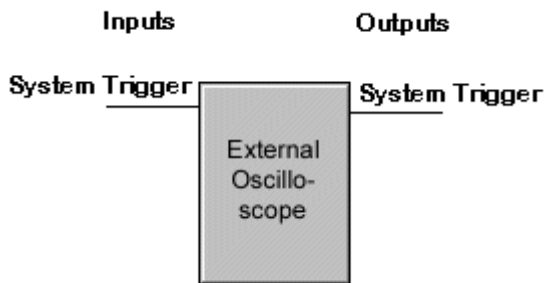 Inputs
Outputs
System Trigger
System Trigger
External
Oscillo-
scope